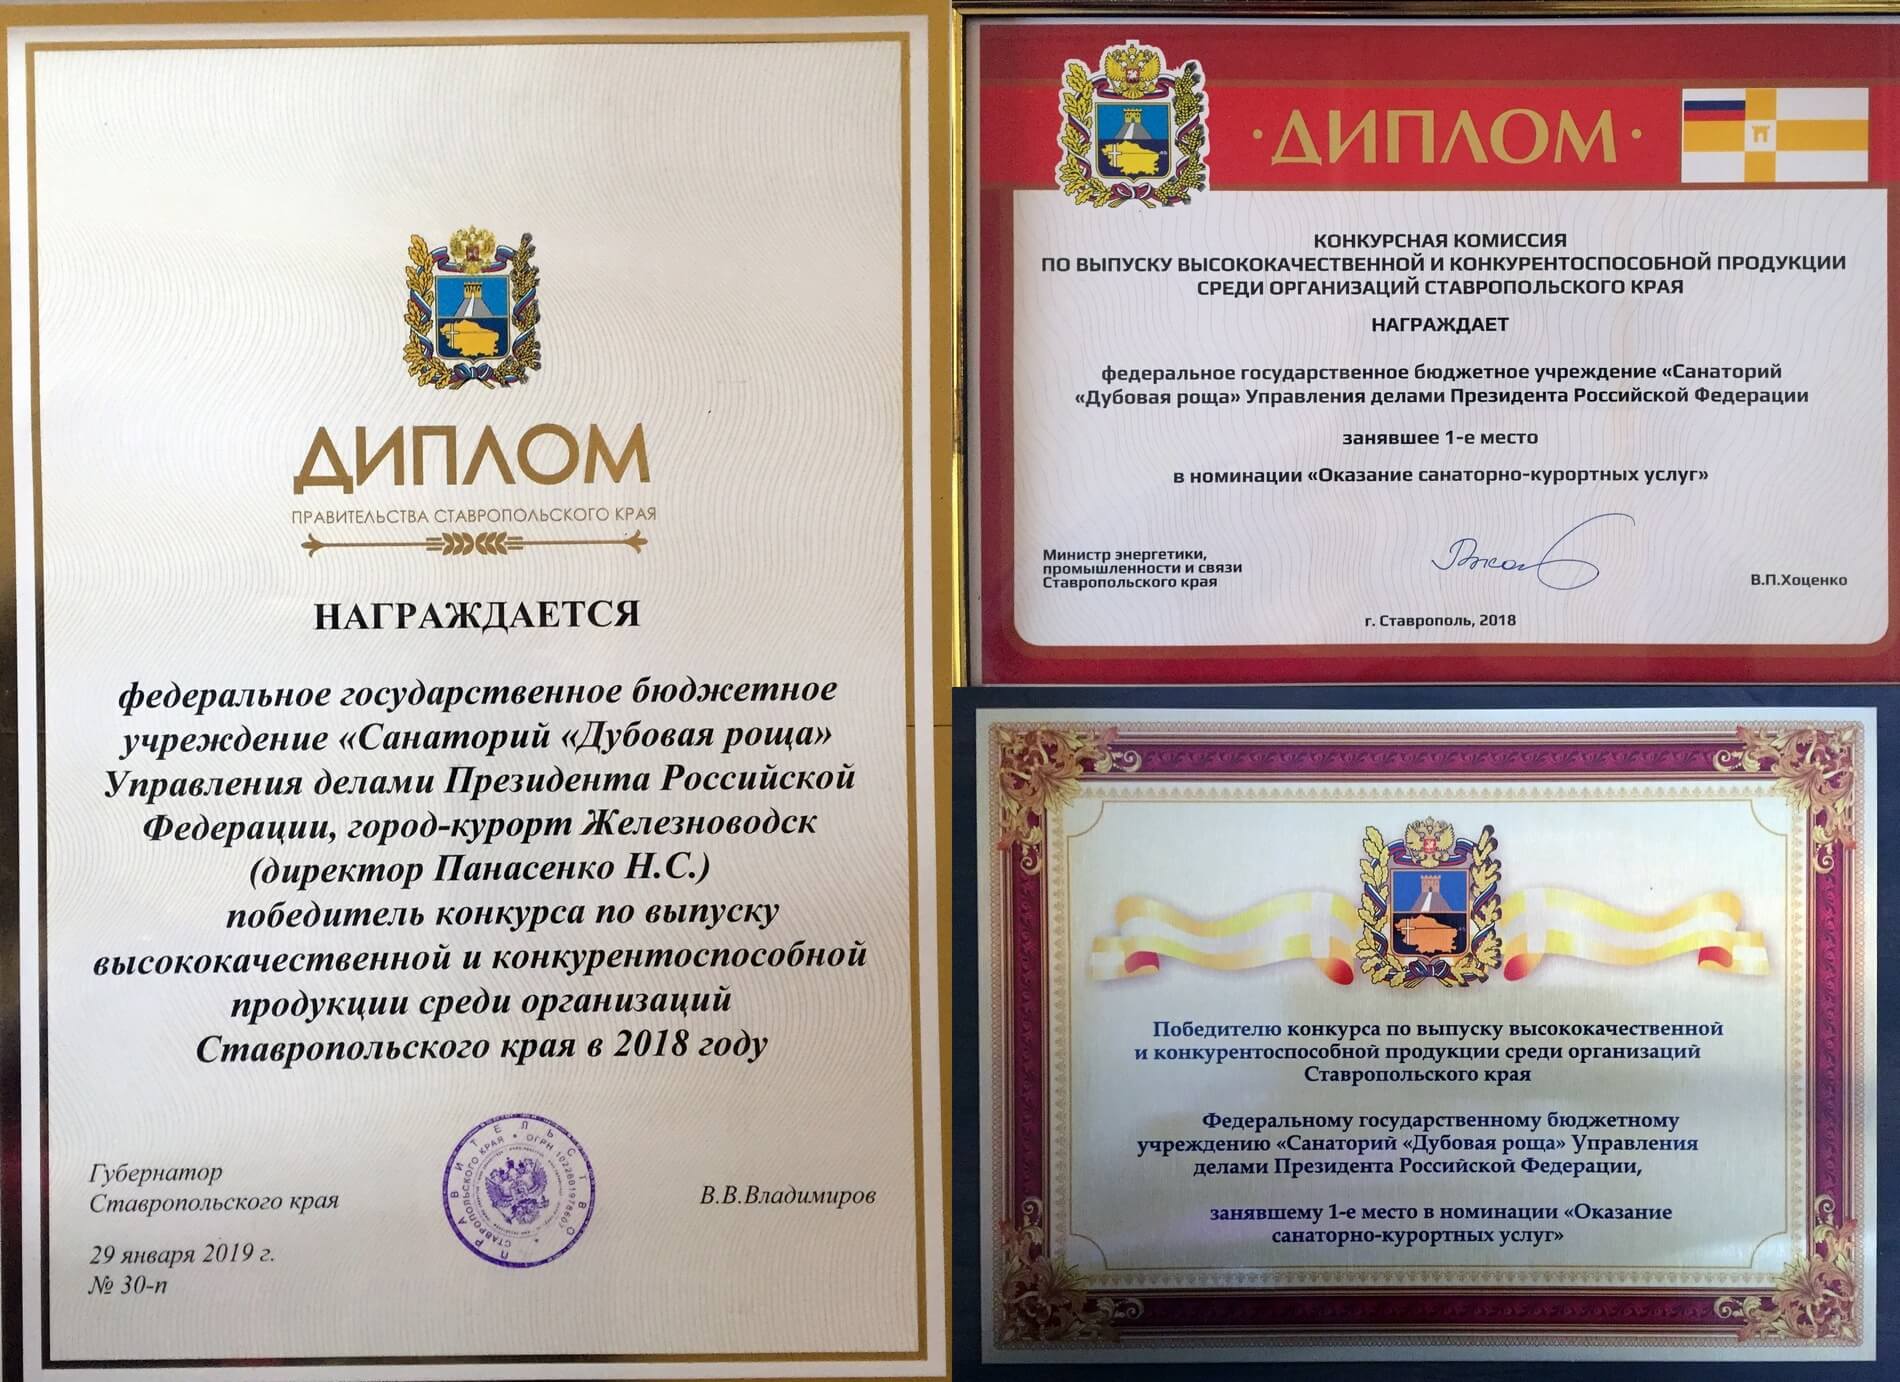 ДИПЛОМ
ПРАВИТЕЛЬСТВА СТАВРОПОЛЬСКОГО КРАЯ
НАГРАЖДАЕТСЯ
федеральное государственное бюджетное
учреждение «Санаторий «Дубовая роща»
Управления делами Президента Российской
Федерации, город-курорт Железноводск
(директор Панасенко Н.С.)
победитель конкурса по выпуску
высококачественной и конкурентоспособной
продукции среди организаций
Ставропольского края в 2018 году
Губернатор
Ставропольского края
В.В.Владимиров
29 января 2019 г.
№ 30-п
ПРАВИТЕЛЬСТВО
СТАВРОПОЛЬСКОГО КРАЯ
ДИПЛОМ
КОНКУРСНАЯ КОМИССИЯ
ПО ВЫПУСКУ ВЫСОКОКАЧЕСТВЕННОЙ И КОНКУРЕНТОСПОСОБНОЙ ПРОДУКЦИИ
СРЕДИ ОРГАНИЗАЦИЙ СТАВРОПОЛЬСКОГО КРАЯ
НАГРАЖДАЕТ
федеральное государственное бюджетное учреждение «Санаторий
«Дубовая роща» Управления делами Президента Российской Федерации
занявшее 1-е место
в номинации «Оказание санаторно-курортных услуг»
Министр энергетики,
промышленности и связи
Ставропольского края
В.П.Хоценко
г. Ставрополь, 2018
Победителю конкурса по выпуску высококачественной
и конкурентоспособной продукции среди организаций
Ставропольского края
Федеральному государственному бюджетному
учреждению «Санаторий «Дубовая роща» Управления
делами Президента Российской Федерации,
занявшему 1-е место в номинации «Оказание
санаторно-курортных услуг»